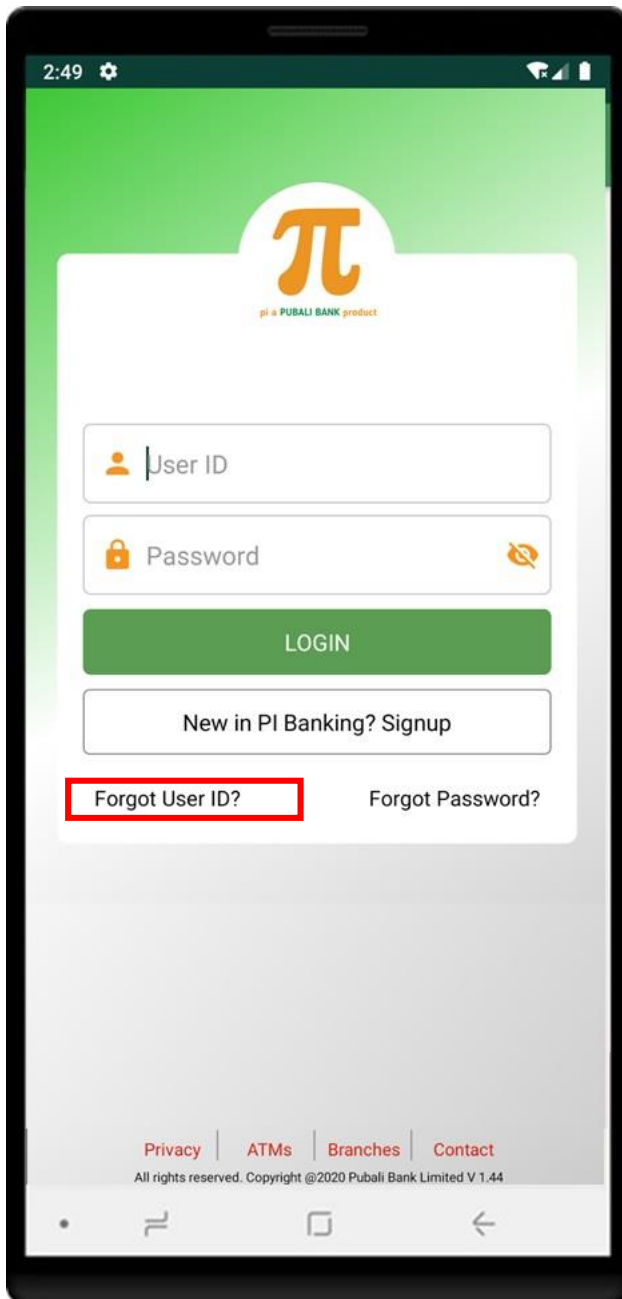 2:49
π
pi a PUBALI BANK product
User ID
Password
LOGIN
New in PI Banking? Signup
Forgot User ID? Forgot Password?
Privacy ATMs Branches Contact
All rights reserved. Copyright @2020 Pubali Bank Limited V 1.44